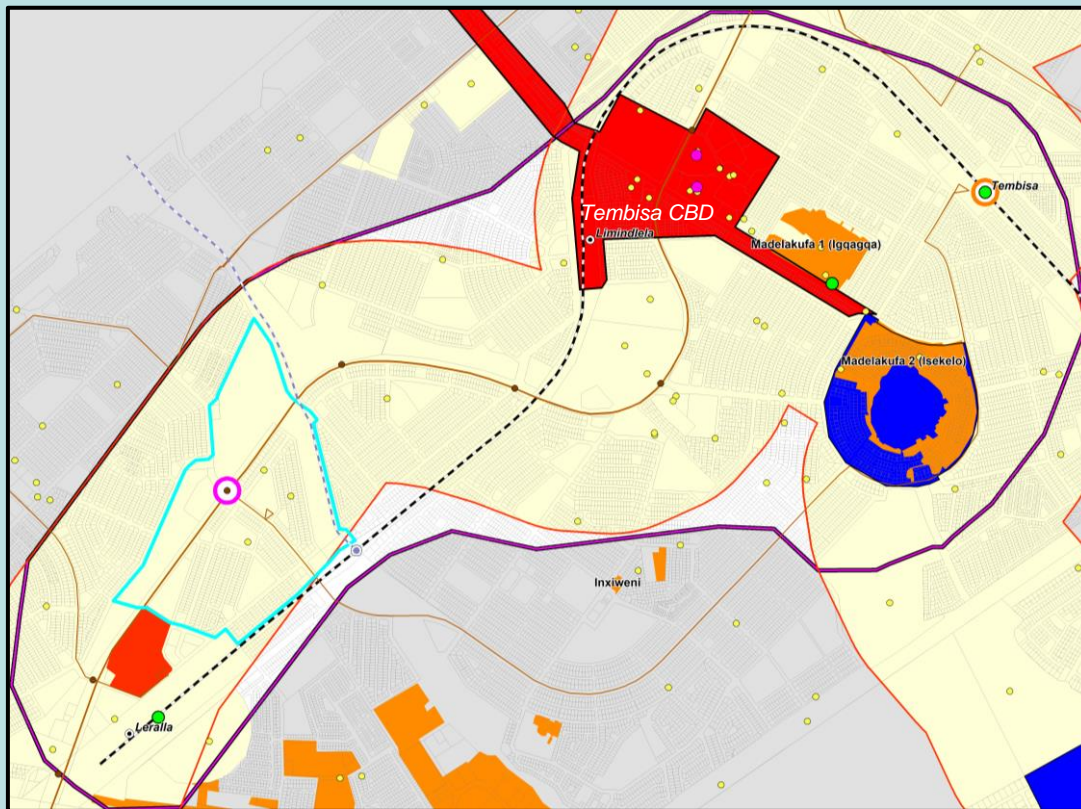 Tembisa
Tembisa CBD
Limindlela
Madelakufa 1 (Igqagqa)
Madelakufa 2 (Isekelo)
Inxiweni
Leralla